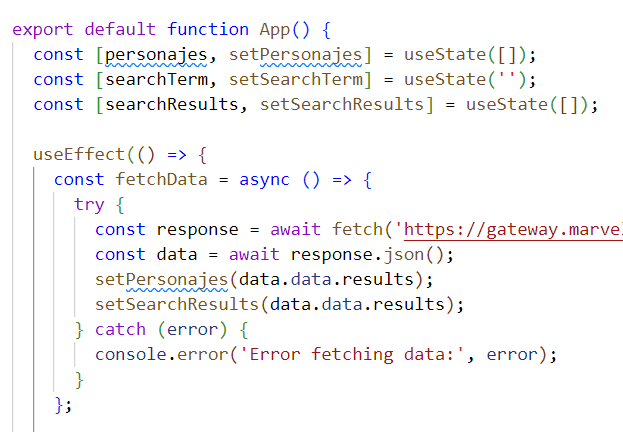 export default function App() {
const [personajes, setPersonajes] = useState([]);
const [searchTerm, setSearchTerm] = useState('');
const [searchResults, setSearchResults] = useState([]);
useEffect(() => {
const fetchData = async () => {
try {
const response = await fetch('https://gateway.marve
const data = await response.json();
setPersonajes(data.data.results);
setSearchResults(data.data.results);
} catch (error) {
console.error('Error fetching data:', error);
}
};